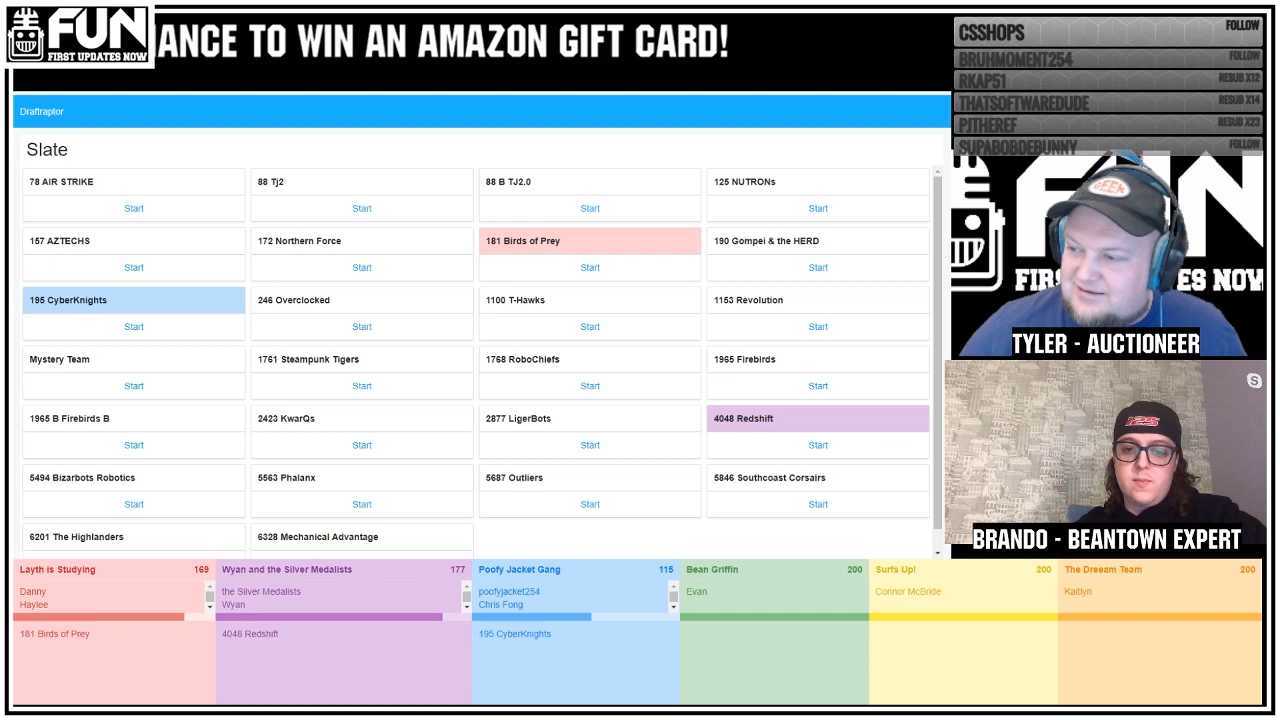 FUN
FIRST UPDATES NOW
ANCE TO WIN AN AMAZON GIFT CARD!
CSSHOPS FOLLOW
BRUHMOMENT254 FOLLOW
RKAP51 RESUB X12
THATSOFTWAREDUDE RESUB X14
PJTHEREF RESUB X23
SUPABOBDEBUNNY FOLLOW
Draftraptor
Slate
78 AIR STRIKE
88 Tj2
88 B TJ2.0
125 NUTRONs
Start
Start
Start
Start
157 AZTECHS
172 Northern Force
181 Birds of Prey
190 Gompei & the HERD
Start
Start
Start
Start
195 CyberKnights
246 Overclocked
1100 T-Hawks
1153 Revolution
Start
Start
Start
Start
Mystery Team
1761 Steampunk Tigers
1768 RoboChiefs
1965 Firebirds
Start
Start
Start
Start
1965 B Firebirds B
2423 KwarQs
2877 LigerBots
4048 Redshift
Start
Start
Start
Start
5494 Bizarbots Robotics
5563 Phalanx
5687 Outliers
5846 Southcoast Corsairs
Start
Start
Start
Start
6201 The Highlanders
6328 Mechanical Advantage
GEEK
FUN
FIRS
ES NOW
TYLER - AUCTIONEER
125
BRANDO - BEANTOWN EXPERT
Layth is Studying 169
Danny
Haylee
181 Birds of Prey
Wyan and the Silver Medalists 177
the Silver Medalists
Wyan
4048 Redshift
Poofy Jacket Gang 115
poofyjacket254
Chris Fong
195 CyberKnights
Bean Griffin 200
Evan
Surfs Up! 200
Connor McBride
The Dreeam Team 200
Kaitlyn